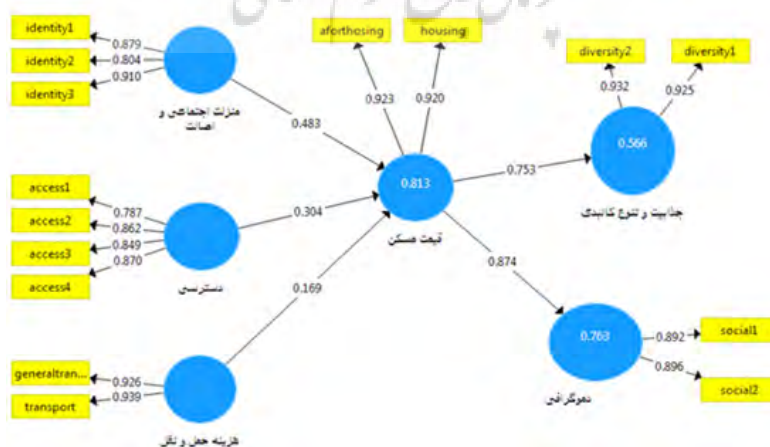 identity1
identity2
identity3
0.879
0.804
0.910
منزلت اجتماعی و
اصالت
0.483
aforthosing
housing
0.923
0.920
0.813
قیمت مسکن
diversity2
diversity1
0.932
0.925
0.566
0.753
جذابیت و تنوع کالبدی
access1
access2
access3
access4
0.787
0.862
0.849
0.870
دسترسی
0.304
0.169
0.874
generaltran...
transport
0.926
0.939
هزینه حمل و نقل
0.763
دموگرافی
0.892
0.896
social1
social2